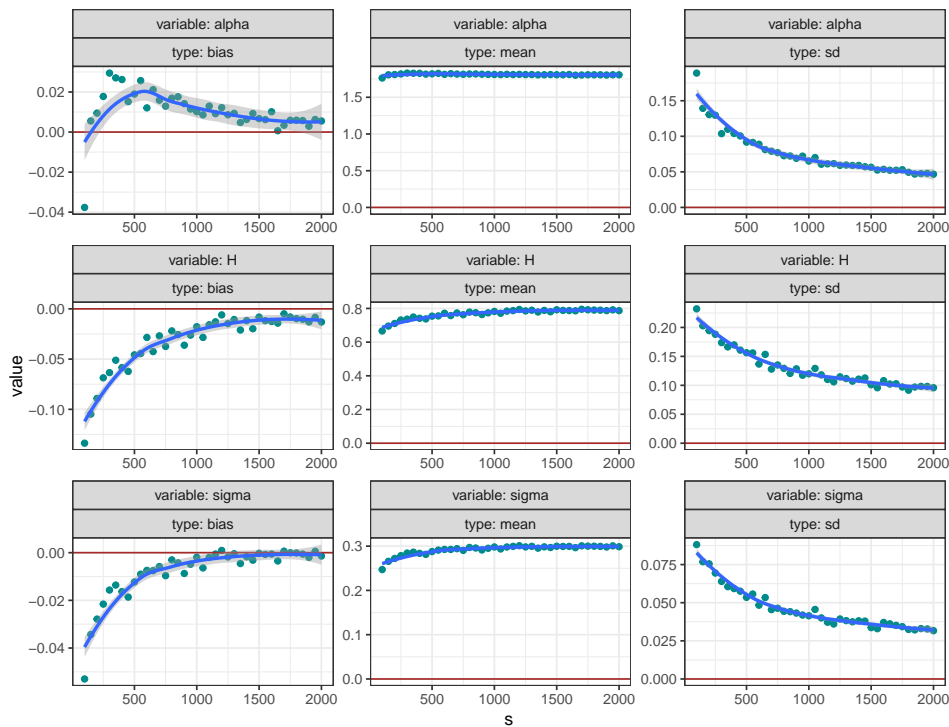 variable: alpha
type: bias
0.02
0.00
−0.02
−0.04
500 1000 1500 2000
variable: alpha
type: mean
1.5
1.0
0.5
0.0
500 1000 1500 2000
variable: alpha
type: sd
0.15
0.10
0.05
0.00
500 1000 1500 2000
variable: H
type: bias
0.00
−0.05
−0.10
500 1000 1500 2000
variable: H
type: mean
0.8
0.6
0.4
0.2
0.0
500 1000 1500 2000
variable: H
type: sd
0.20
0.15
0.10
0.05
0.00
500 1000 1500 2000
variable: sigma
type: bias
0.00
−0.02
−0.04
500 1000 1500 2000
variable: sigma
type: mean
0.3
0.2
0.1
0.0
500 1000 1500 2000
variable: sigma
type: sd
0.075
0.050
0.025
0.000
500 1000 1500 2000
value
s